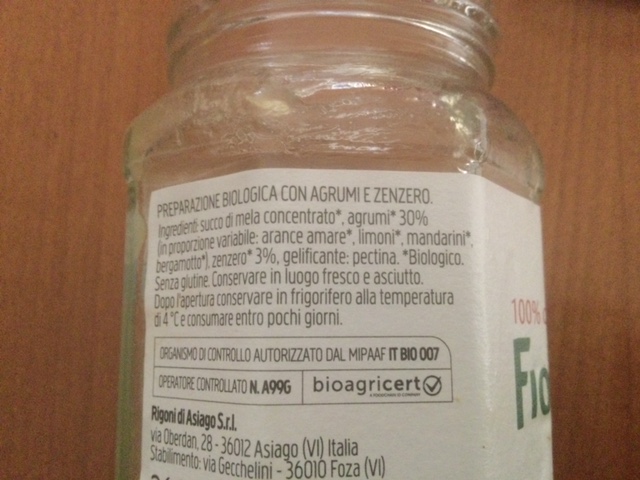 PREPARAZIONE BIOLOGICA CON AGRUMI E ZENZERO.
Ingredienti: succo di mela concentrato*, agrumi* 30%
(in proporzione variabile: arance amare*, limoni*, mandarini*,
bergamotto*), zenzero* 3%, gelificante: pectina. *Biologico.
Senza glutine. Conservare in luogo fresco e asciutto.
Dopo l'apertura conservare in frigorifero alla temperatura
di 4 °C e consumare entro pochi giorni.
ORGANISMO DI CONTROLLO AUTORIZZATO DAL MIPAAF IT BIO 007
OPERATORE CONTROLLATO N. A99G
bioagricert
Rigoni di Asiago S.r.l.
via Oberdan, 28 - 36012 Asiago (VI) Italia
Stabilimento: via Gecchelini - 36010 Foza (VI)
100%
Fio